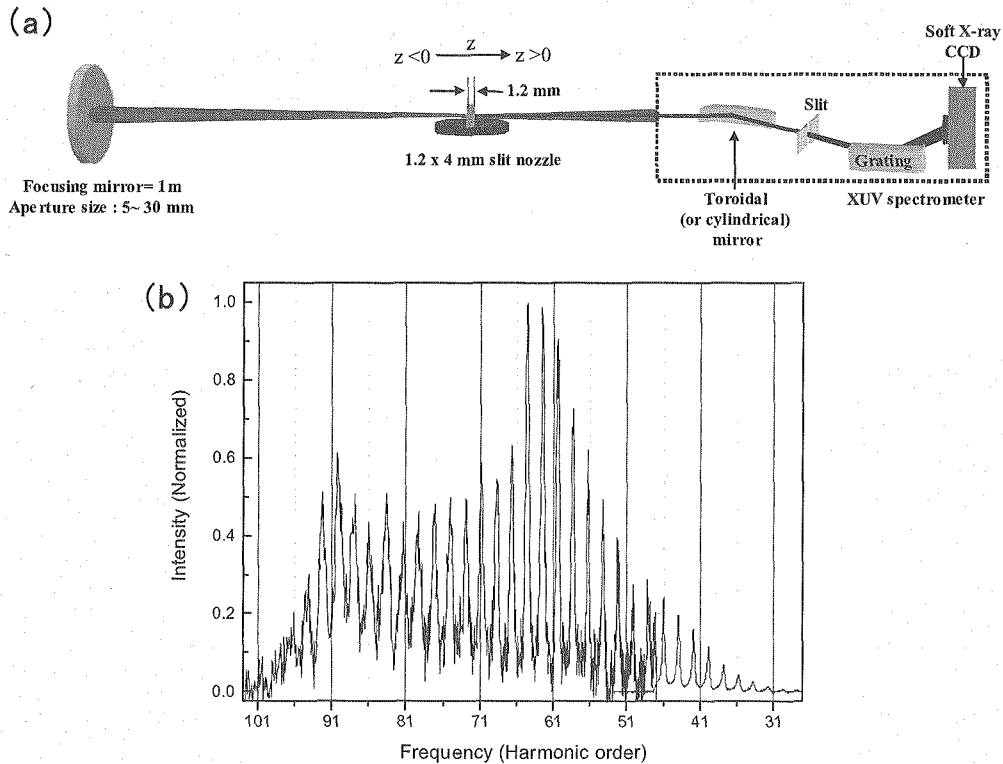 (a)
Soft X-ray
CCD
z
z <0
z >0
1.2 mm
Slit
1.2 x 4 mm slit nozzle
Grating
Focusing mirror= 1m
Aperture size : 5~ 30 mm
Toroidal
(or cylindrical)
mirror
XUV spectrometer
(b)
1.0
0.8
0.6
0.4
0.2
0.0
Intensity (Normalized)
101 91 81 71 61 51 41 31
Frequency (Harmonic order)